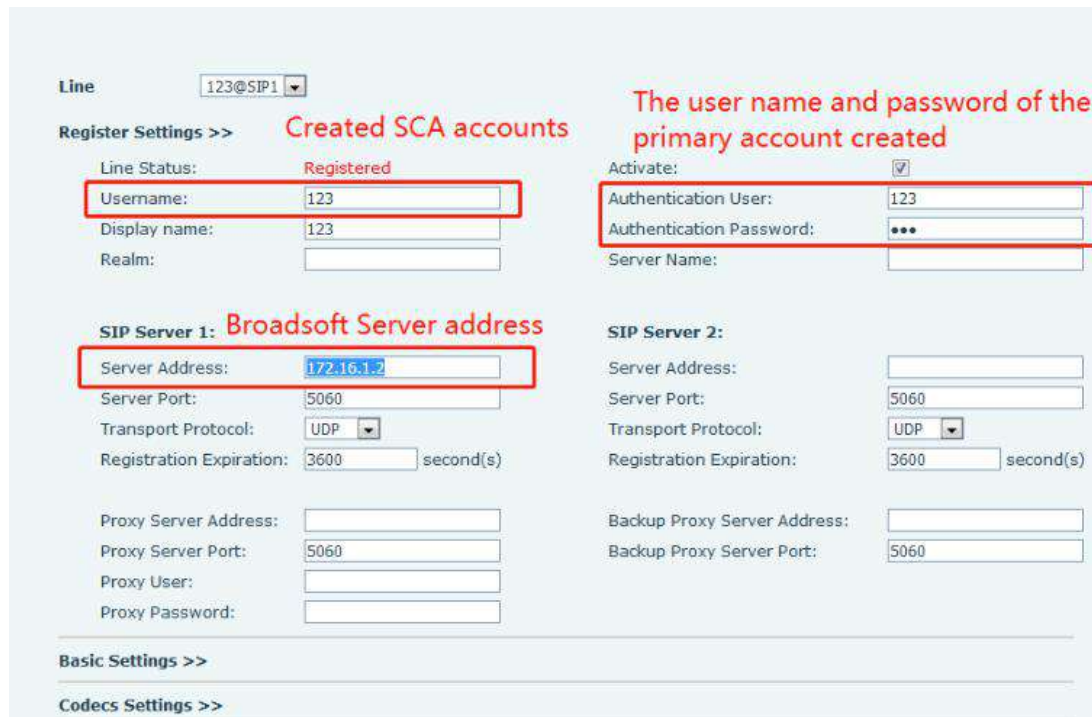 Line 123@SIP1
The user name and password of the
primary account created
Register Settings >> Created SCA accounts
Line Status: Registered Activate:
Username: 123 Authentication User: 123
Display name: 123 Authentication Password: •••
Realm: Server Name:
SIP Server 1: Broadsoft Server address SIP Server 2:
Server Address: 172.16.1.2 Server Address:
Server Port: 5060 Server Port: 5060
Transport Protocol: UDP Transport Protocol: UDP
Registration Expiration: 3600 second(s) Registration Expiration: 3600 second(s)
Proxy Server Address: Backup Proxy Server Address:
Proxy Server Port: 5060 Backup Proxy Server Port: 5060
Proxy User:
Proxy Password:
Basic Settings >>
Codecs Settings >>